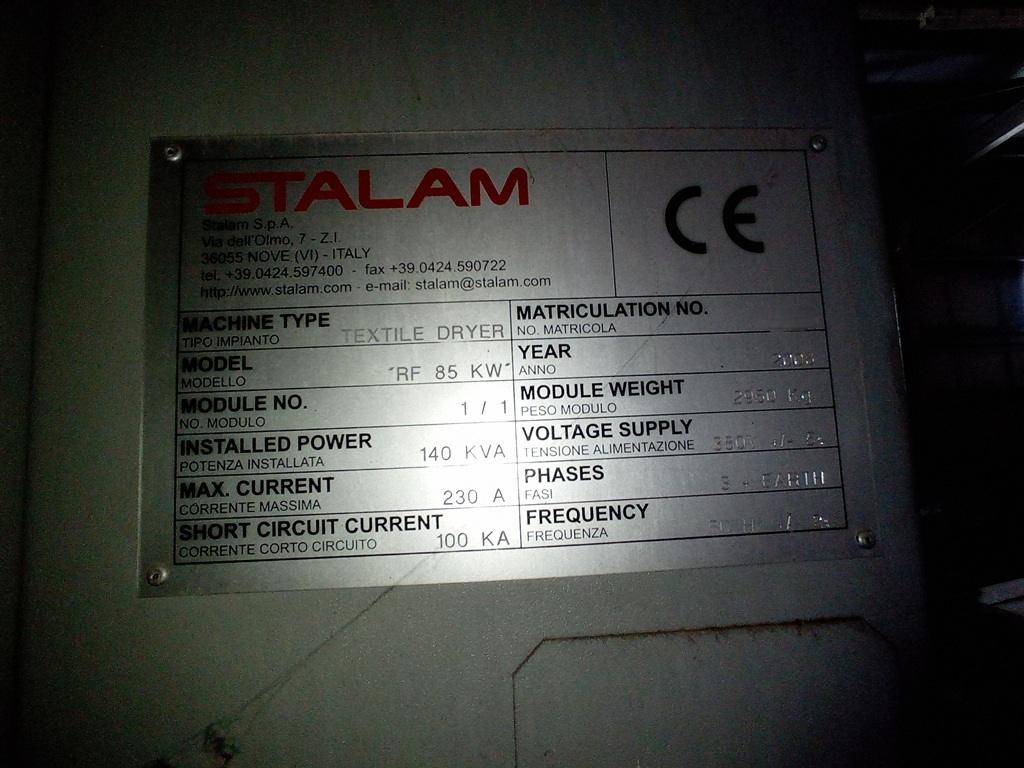 STALAM
CE
Stalam S.p.A.
Via dell'Olmo, 7 - Z.I.
36055 NOVE (VI) - ITALY
tel. +39.0424.597400 - fax +39.0424.590722
http://www.stalam.com - e-mail: stalam@stalam.com
MACHINE TYPE
TIPO IMPIANTO
TEXTILE DRYER
MODEL
MODELLO
"RF 85 KW"
MODULE NO.
NO. MODULO
1 / 1
INSTALLED POWER
POTENZA INSTALLATA
140 KVA
MAX. CURRENT
CORRENTE MASSIMA
230 A
SHORT CIRCUIT CURRENT
CORRENTE CORTO CIRCUITO
100 KA
MATRICULATION NO.
NO. MATRICOLA
YEAR
ANNO
MODULE WEIGHT
PESO MODULO
2950 Kg
VOLTAGE SUPPLY
TENSIONE ALIMENTAZIONE
PHASES
FASI
3 + EARTH
FREQUENCY
FREQUENZA